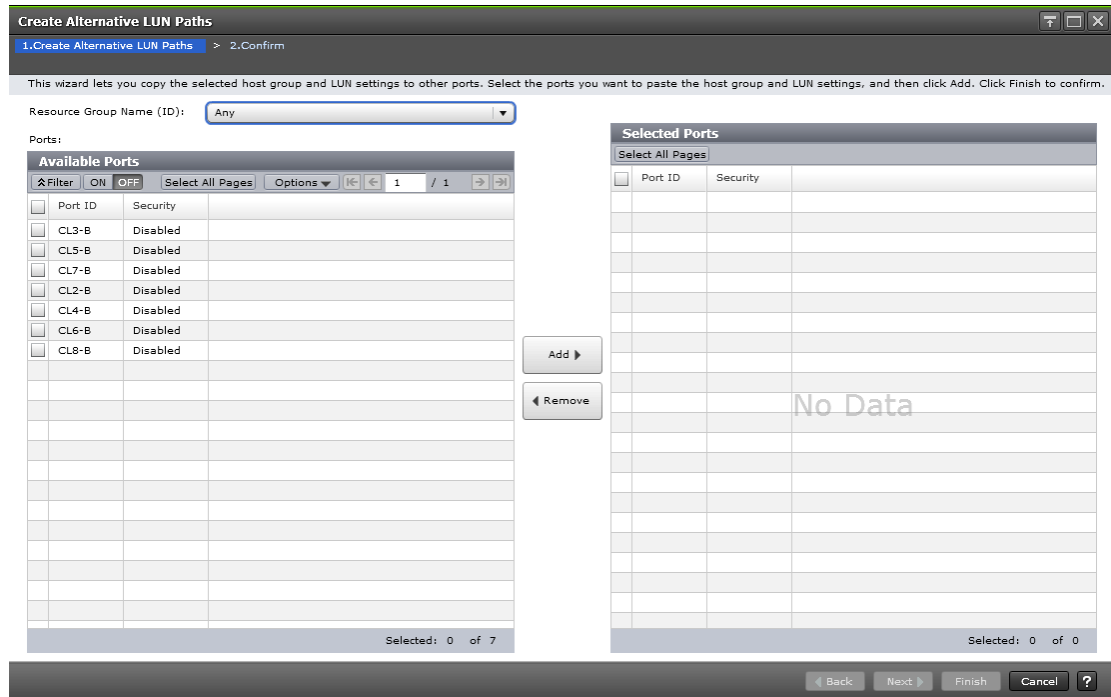 Create Alternative LUN Paths
1.Create Alternative LUN Paths > 2.Confirm
This wizard lets you copy the selected host group and LUN settings to other ports. Select the ports you want to paste the host group and LUN settings, and then click Add. Click Finish to confirm.
Resource Group Name (ID): Any
Ports:
Available Ports
Filter ON OFF Select All Pages Options 1 / 1
Port ID Security
CL3-B Disabled
CL5-B Disabled
CL7-B Disabled
CL2-B Disabled
CL4-B Disabled
CL6-B Disabled
CL8-B Disabled
Selected: 0 of 7
Add
Remove
Selected Ports
Select All Pages
Port ID Security
No Data
Selected: 0 of 0
Back Next Finish Cancel ?